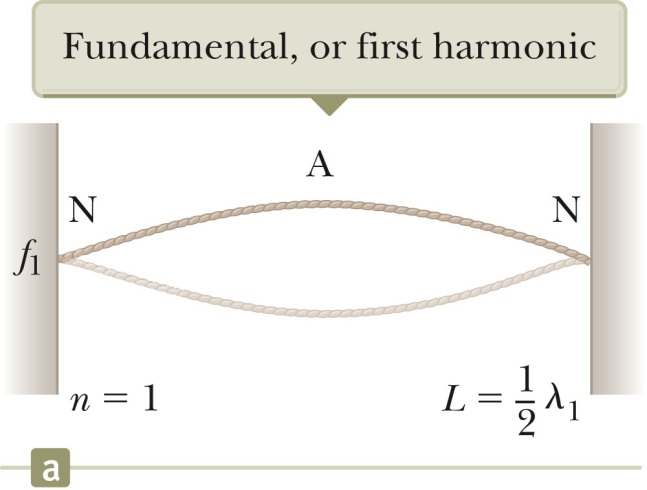 Fundamental, or first harmonic
A
N N
f₁
n = 1 L = 1/2 λ₁
a